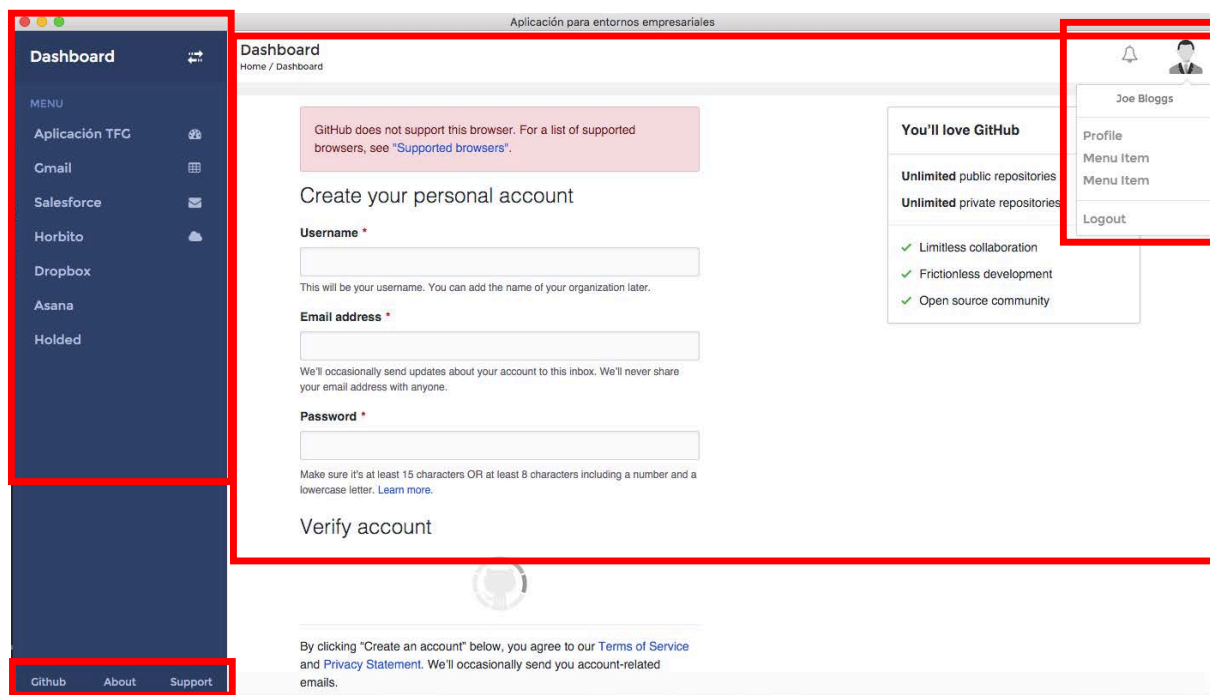 Aplicación para entornos empresariales
Dashboard
MENU
Aplicación TFG
Gmail
Salesforce
Horbito
Dropbox
Asana
Holded
Github About Support
Dashboard
Home / Dashboard
GitHub does not support this browser. For a list of supported
browsers, see "Supported browsers".
Create your personal account
Username *
This will be your username. You can add the name of your organization later.
Email address *
We'll occasionally send updates about your account to this inbox. We'll never share
your email address with anyone.
Password *
Make sure it's at least 15 characters OR at least 8 characters including a number and a
lowercase letter. Learn more.
Verify account
By clicking "Create an account" below, you agree to our Terms of Service
and Privacy Statement. We'll occasionally send you account-related
emails.
You'll love GitHub
Unlimited public repositories
Unlimited private repositories
Limitless collaboration
Frictionless development
Open source community
Joe Bloggs
Profile
Menu Item
Menu Item
Logout